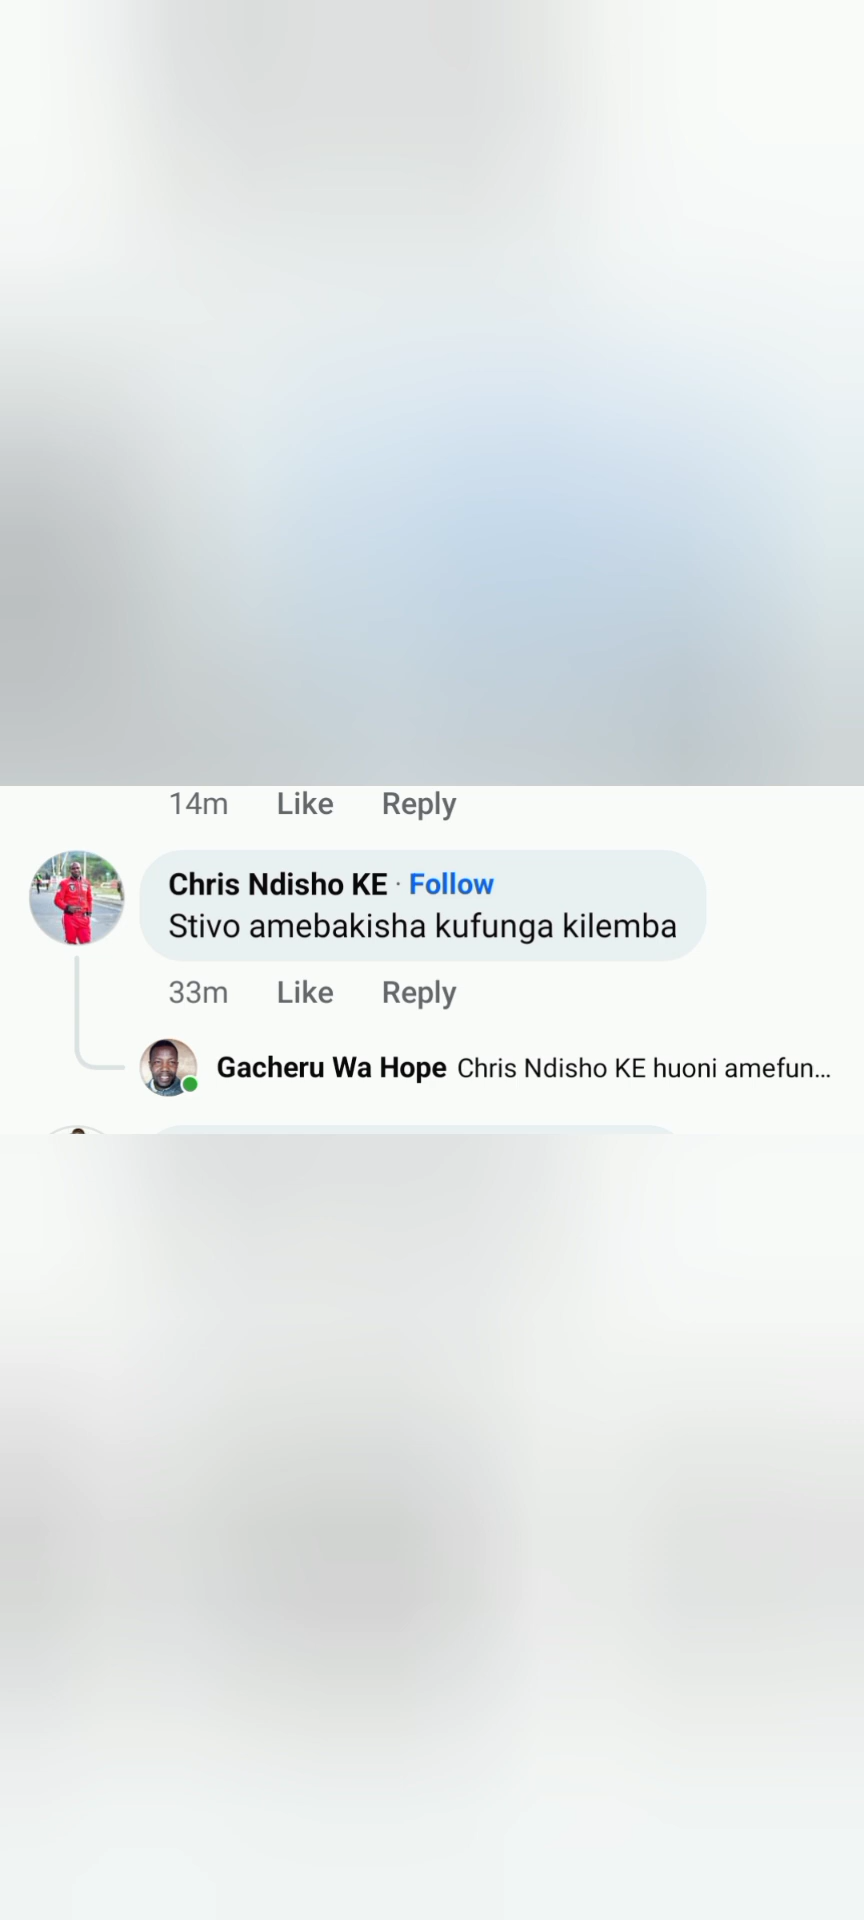 14m Like Reply
Chris Ndisho KE · Follow
Stivo amebakisha kufunga kilemba
33m Like Reply
Gacheru Wa Hope Chris Ndisho KE huoni amefun...